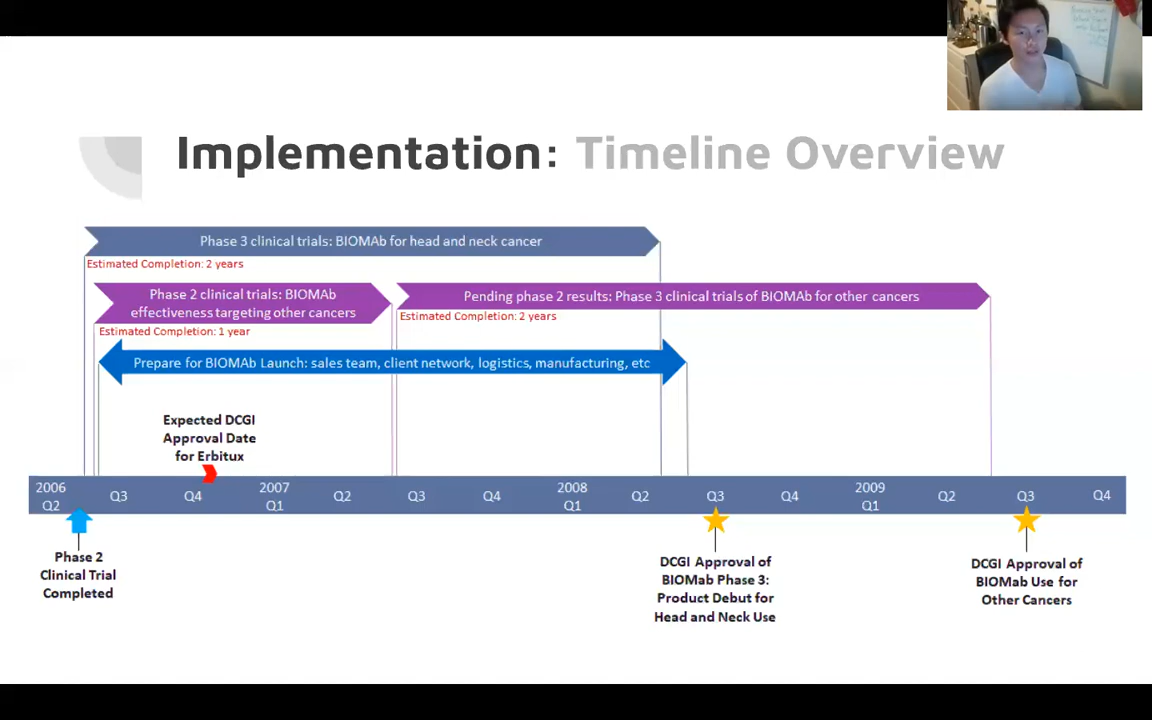 Implementation: Timeline Overview
Phase 3 clinical trials: BIOMAb for head and neck cancer
Estimated Completion: 2 years
Phase 2 clinical trials: BIOMAb
effectiveness targeting other cancers
Estimated Completion: 1 year
Pending phase 2 results: Phase 3 clinical trials of BIOMAb for other cancers
Estimated Completion: 2 years
Prepare for BIOMAb Launch: sales team, client network, logistics, manufacturing, etc
Expected DCGI
Approval Date
for Erbitux
2006
Q2
Q3
Q4
2007
Q1
Q2
Q3
Q4
2008
Q1
Q2
Q3
Q4
2009
Q1
Q2
Q3
Q4
Phase 2
Clinical Trial
Completed
DCGI Approval of
BIOMab Phase 3:
Product Debut for
Head and Neck Use
DCGI Approval of
BIOMab Use for
Other Cancers